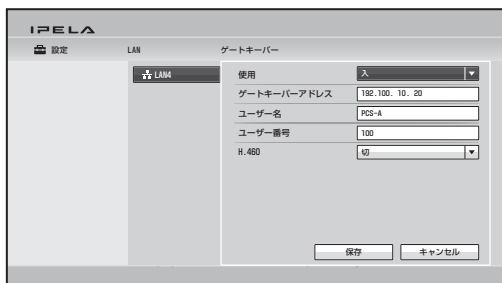 IPELA
設定 LAN ゲートキーパー
LAN4
使用 入
ゲートキーパーアドレス 192.100. 10. 20
ユーザー名 PCS-A
ユーザー番号 100
H.460 切
保存 キャンセル